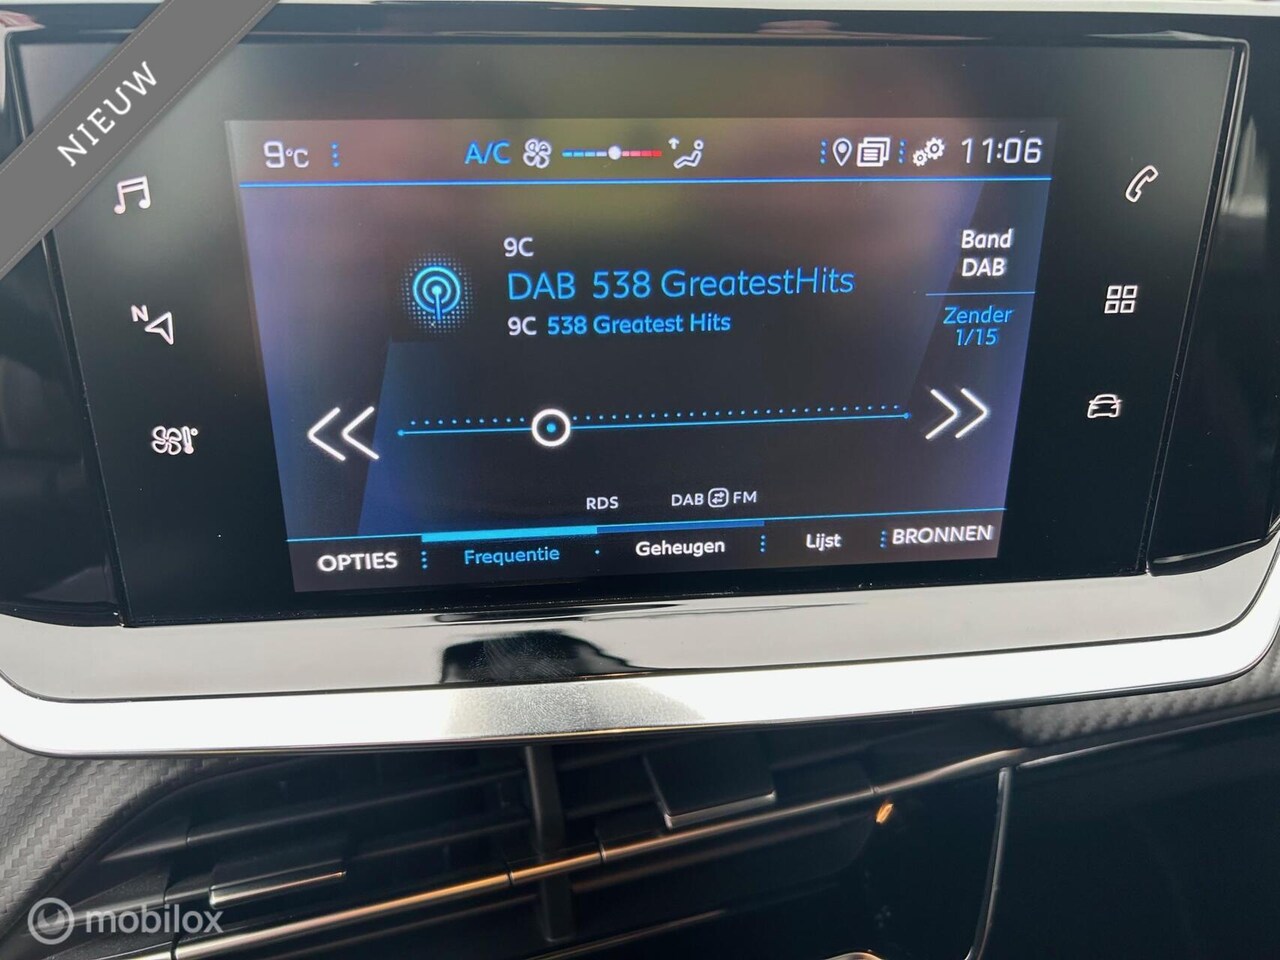 NIEUW
9°C
A/C
11:06
N
9C
DAB 538 GreatestHits
9C 538 Greatest Hits
Band
DAB
Zender
1/15
RDS
DAB FM
OPTIES
Frequentie
Geheugen
Lijst
BRONNEN
mobilox